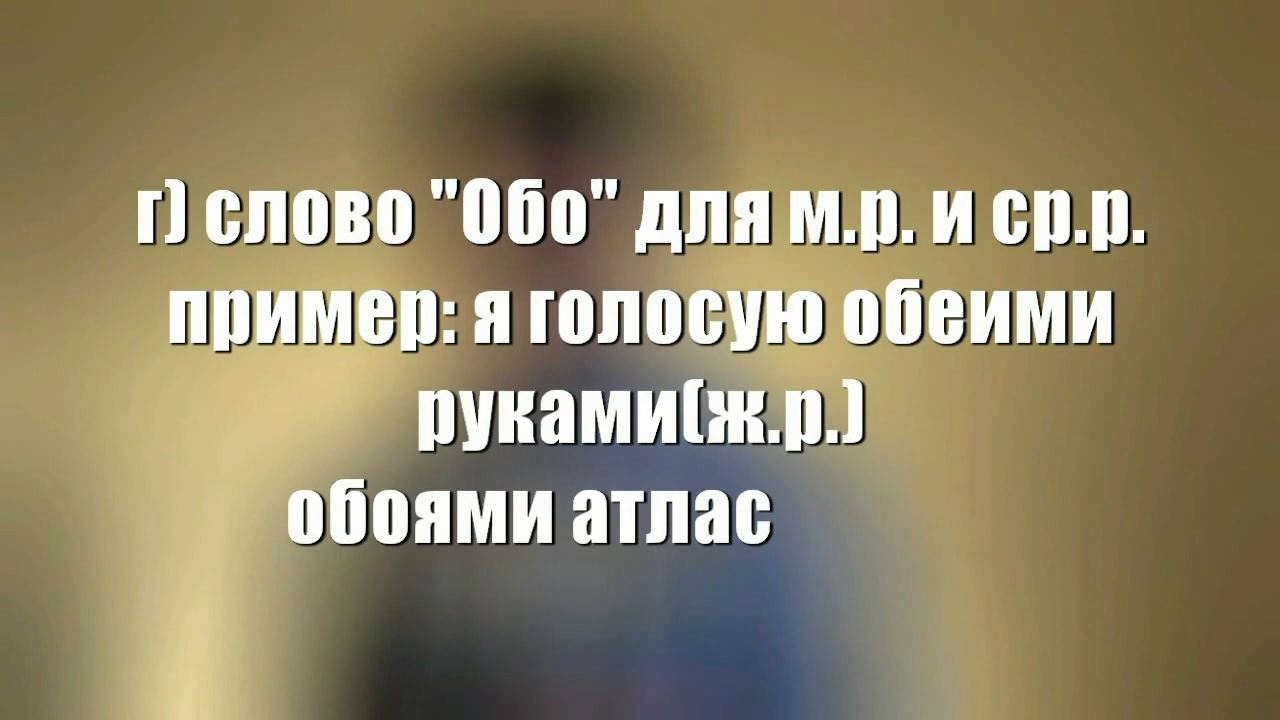 г) слово "Обо" для м.р. и ср.р.
пример: я голосую обеими
руками(ж.р.)
обоями атлас